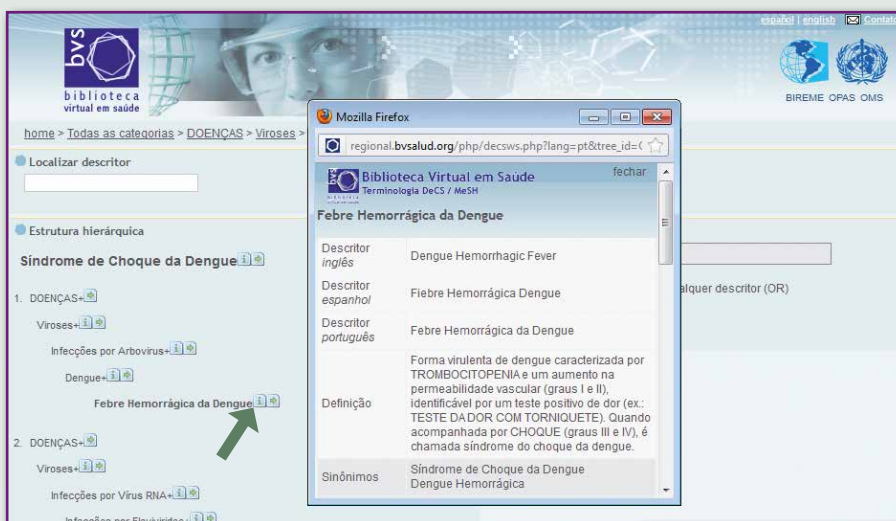 español | english Contato
bvs
biblioteca
virtual em saúde
BIREME OPAS OMS
home > Todas as categorias > DOENÇAS > Viroses >
Localizar descritor
Estrutura hierárquica
Síndrome de Choque da Dengue
1. DOENÇAS+
Viroses+
Infecções por Arbovirus+
Dengue+
Febre Hemorrágica da Dengue
2. DOENÇAS+
Viroses+
Infecções por Vírus RNA+
Infecções por Flaviviridae+
alquer descritor (OR)
Mozilla Firefox
regional.bvsalud.org/php/decsws.php?lang=pt&tree_id=(
bvs
Biblioteca Virtual em Saúde
fechar
Terminologia DeCS / MeSH
Febre Hemorrágica da Dengue
Descritor inglês
Dengue Hemorrhagic Fever
Descritor espanhol
Fiebre Hemorrágica Dengue
Descritor português
Febre Hemorrágica da Dengue
Definição
Forma virulenta de dengue caracterizada por
TROMBOCITOPENIA e um aumento na
permeabilidade vascular (graus I e II),
identificável por um teste positivo de dor (ex.:
TESTE DA DOR COM TORNIQUETE). Quando
acompanhada por CHOQUE (graus III e IV), é
chamada síndrome do choque da dengue.
Sinônimos
Síndrome de Choque da Dengue
Dengue Hemorrágica